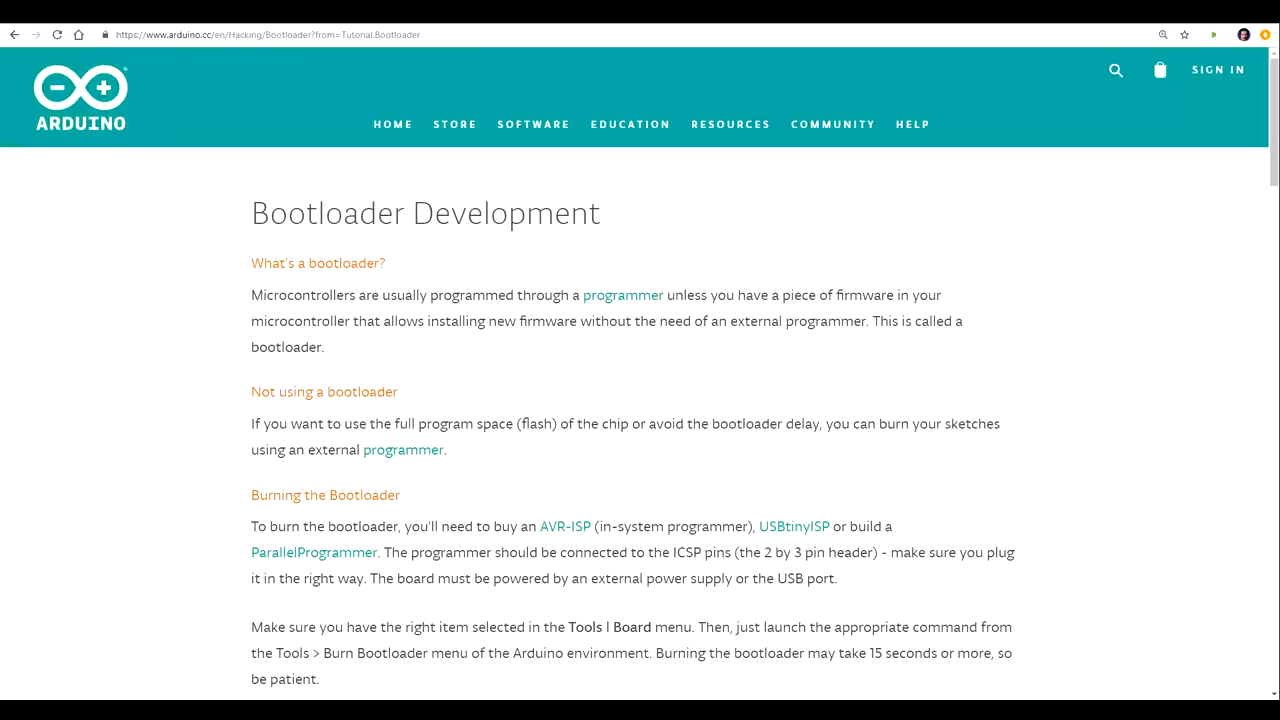 https://www.arduino.cc/en/Hacking/Bootloader?from=Tutorial.Bootloader
SIGN IN
ARDUINO
HOME STORE SOFTWARE EDUCATION RESOURCES COMMUNITY HELP
Bootloader Development
What's a bootloader?
Microcontrollers are usually programmed through a programmer unless you have a piece of firmware in your
microcontroller that allows installing new firmware without the need of an external programmer. This is called a
bootloader.
Not using a bootloader
If you want to use the full program space (flash) of the chip or avoid the bootloader delay, you can burn your sketches
using an external programmer.
Burning the Bootloader
To burn the bootloader, you'll need to buy an AVR-ISP (in-system programmer), USBtinyISP or build a
ParallelProgrammer. The programmer should be connected to the ICSP pins (the 2 by 3 pin header) - make sure you plug
it in the right way. The board must be powered by an external power supply or the USB port.
Make sure you have the right item selected in the Tools | Board menu. Then, just launch the appropriate command from
the Tools > Burn Bootloader menu of the Arduino environment. Burning the bootloader may take 15 seconds or more, so
be patient.